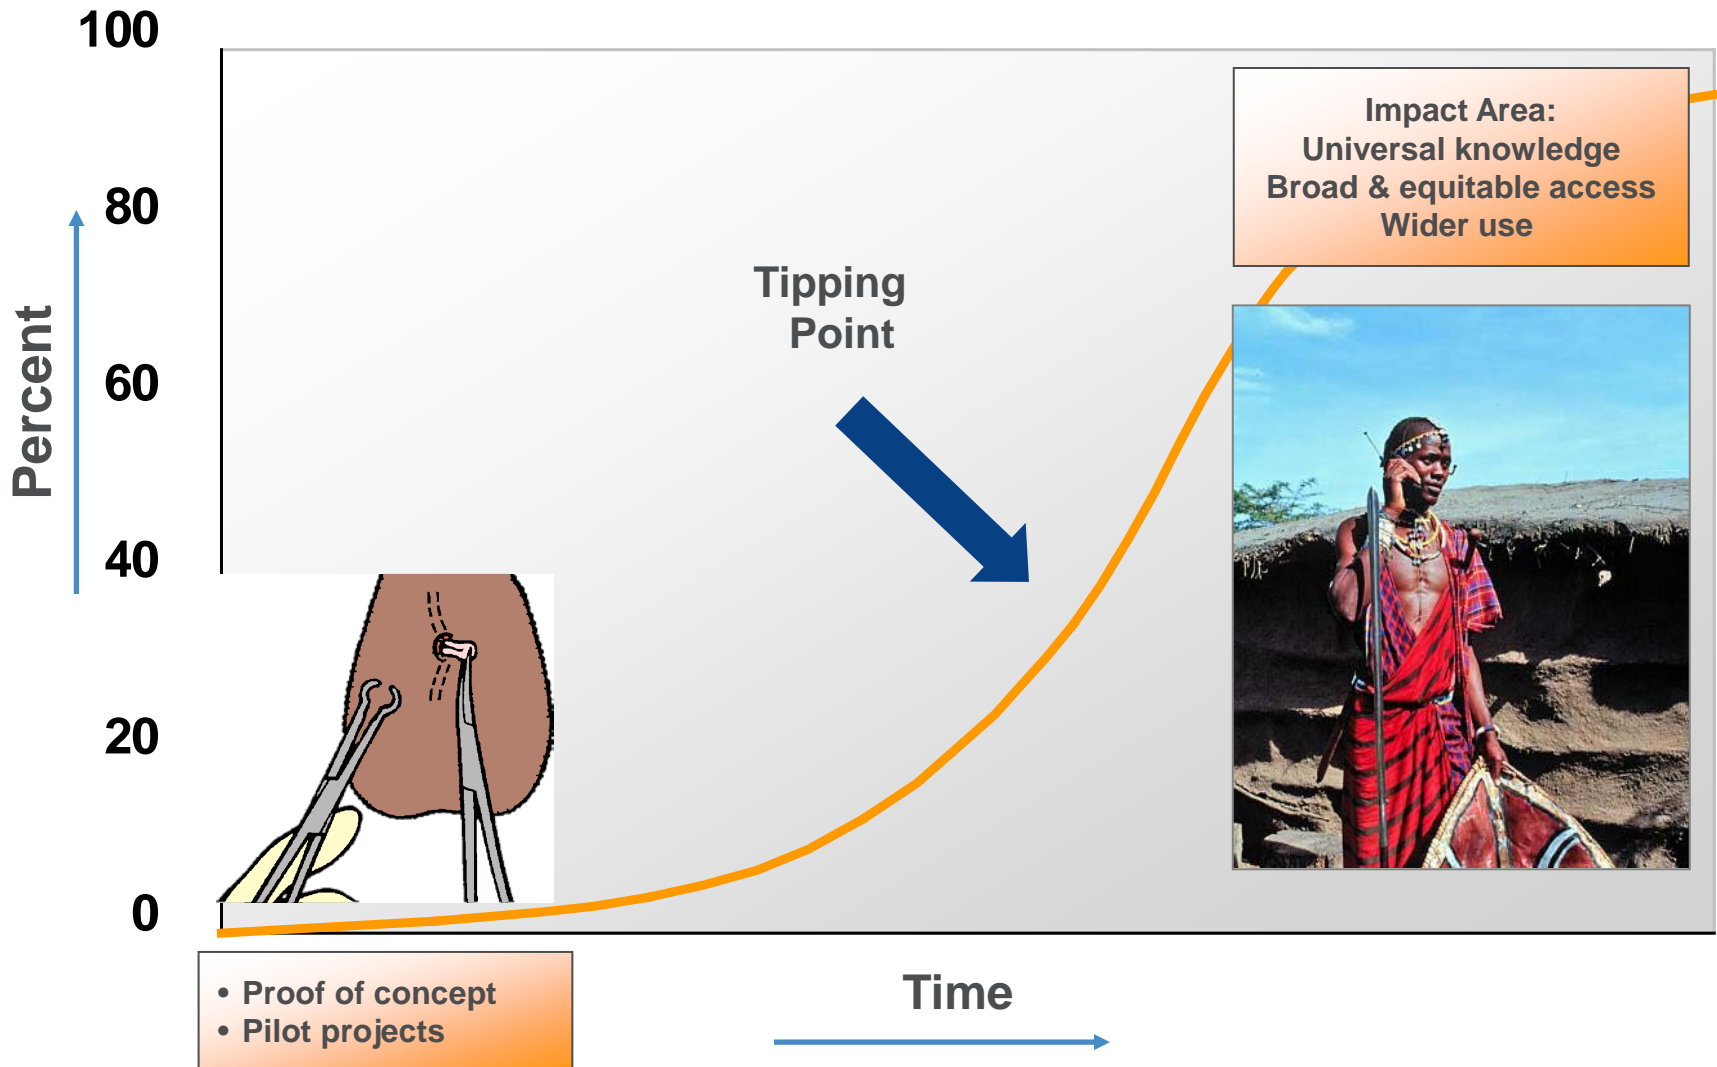 100
80
60
40
20
0
Percent
Tipping
Point
Impact Area:
Universal knowledge
Broad & equitable access
Wider use
• Proof of concept
• Pilot projects
Time